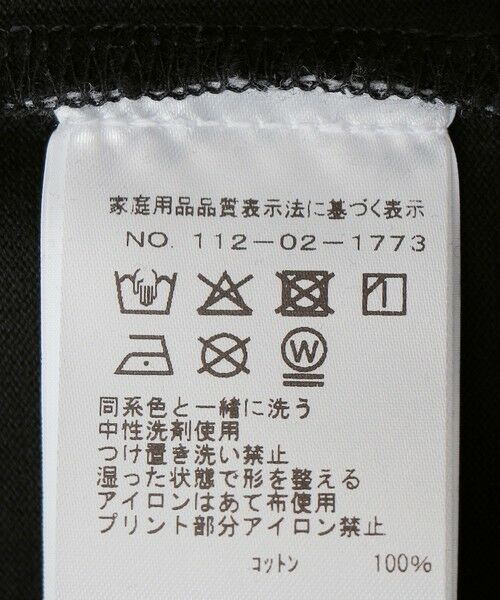 家庭用品品質表示法に基づく表示
NO. 112-02-1773
W
同系色と一緒に洗う
中性洗剤使用
つけ置き洗い禁止
湿った状態で形を整える
アイロンはあて布使用
プリント部分アイロン禁止
コットン 100%